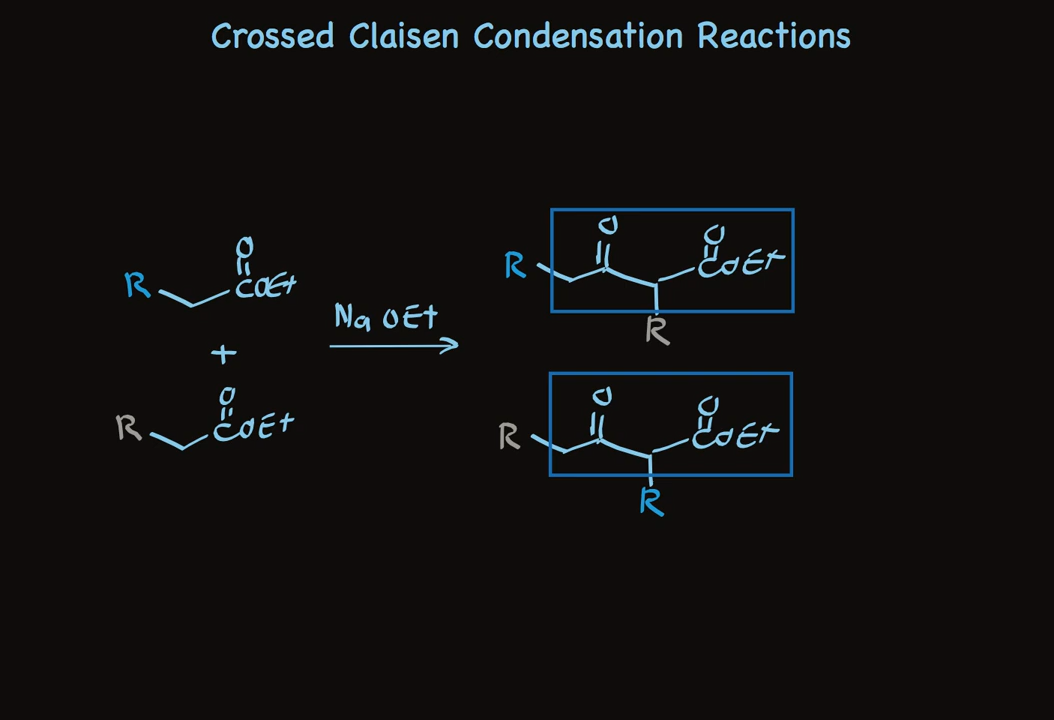 Crossed Claisen Condensation Reactions
O
R COEt
+
O
R COEt
NaOEt
O O
R COEt
R
O O
R COEt
R